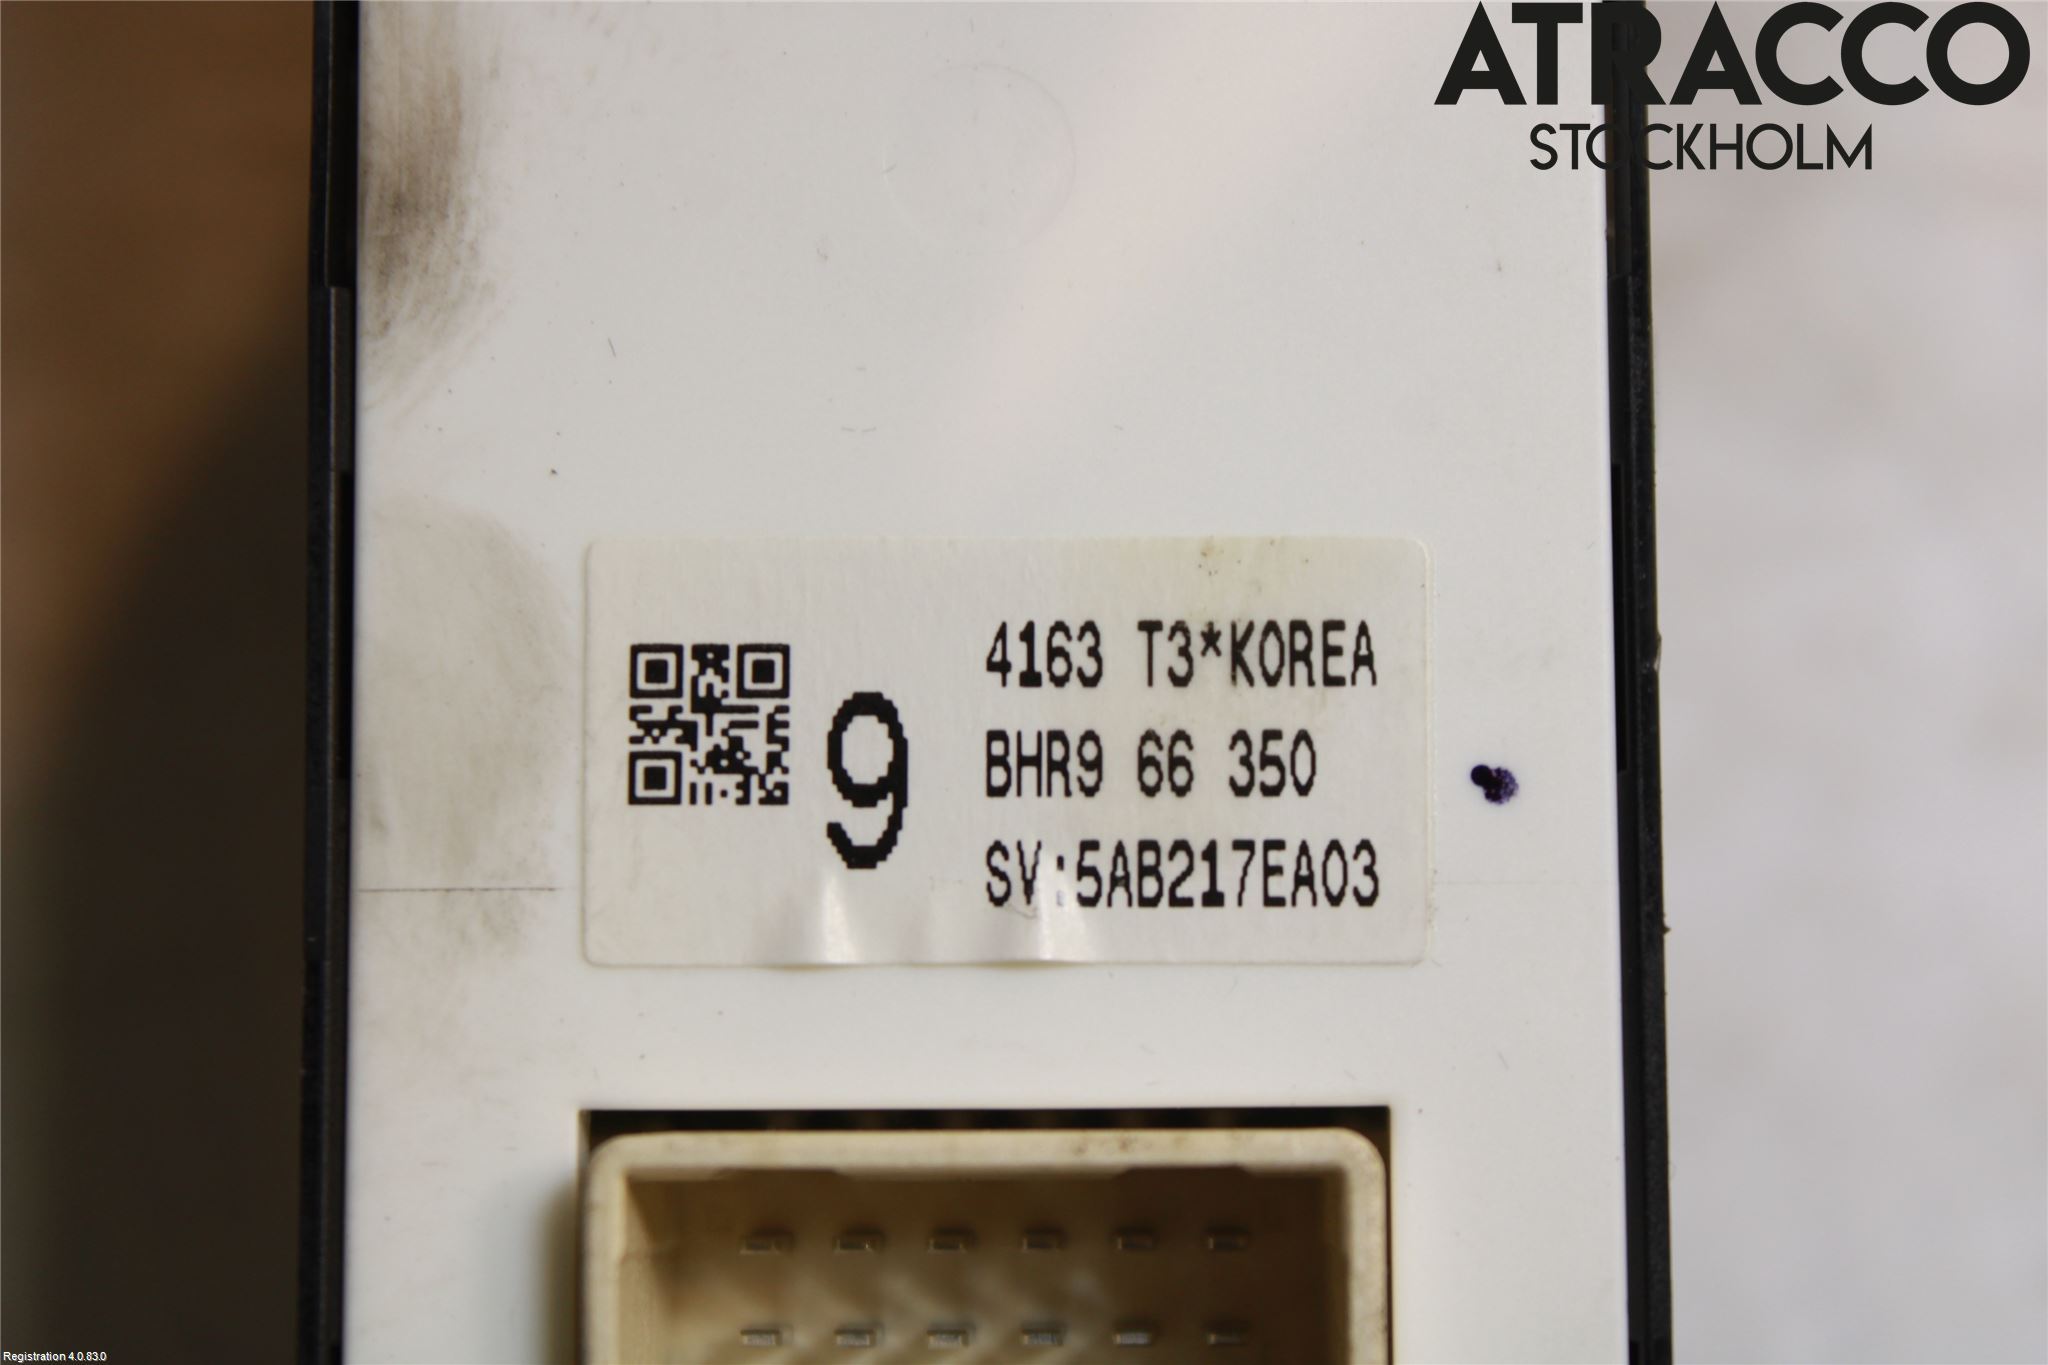 ATRACCO
STOCKHOLM
4163 T3*KOREA
9
BHR9 66 350
SV:5AB217EA03
Registration 4.0.83.0